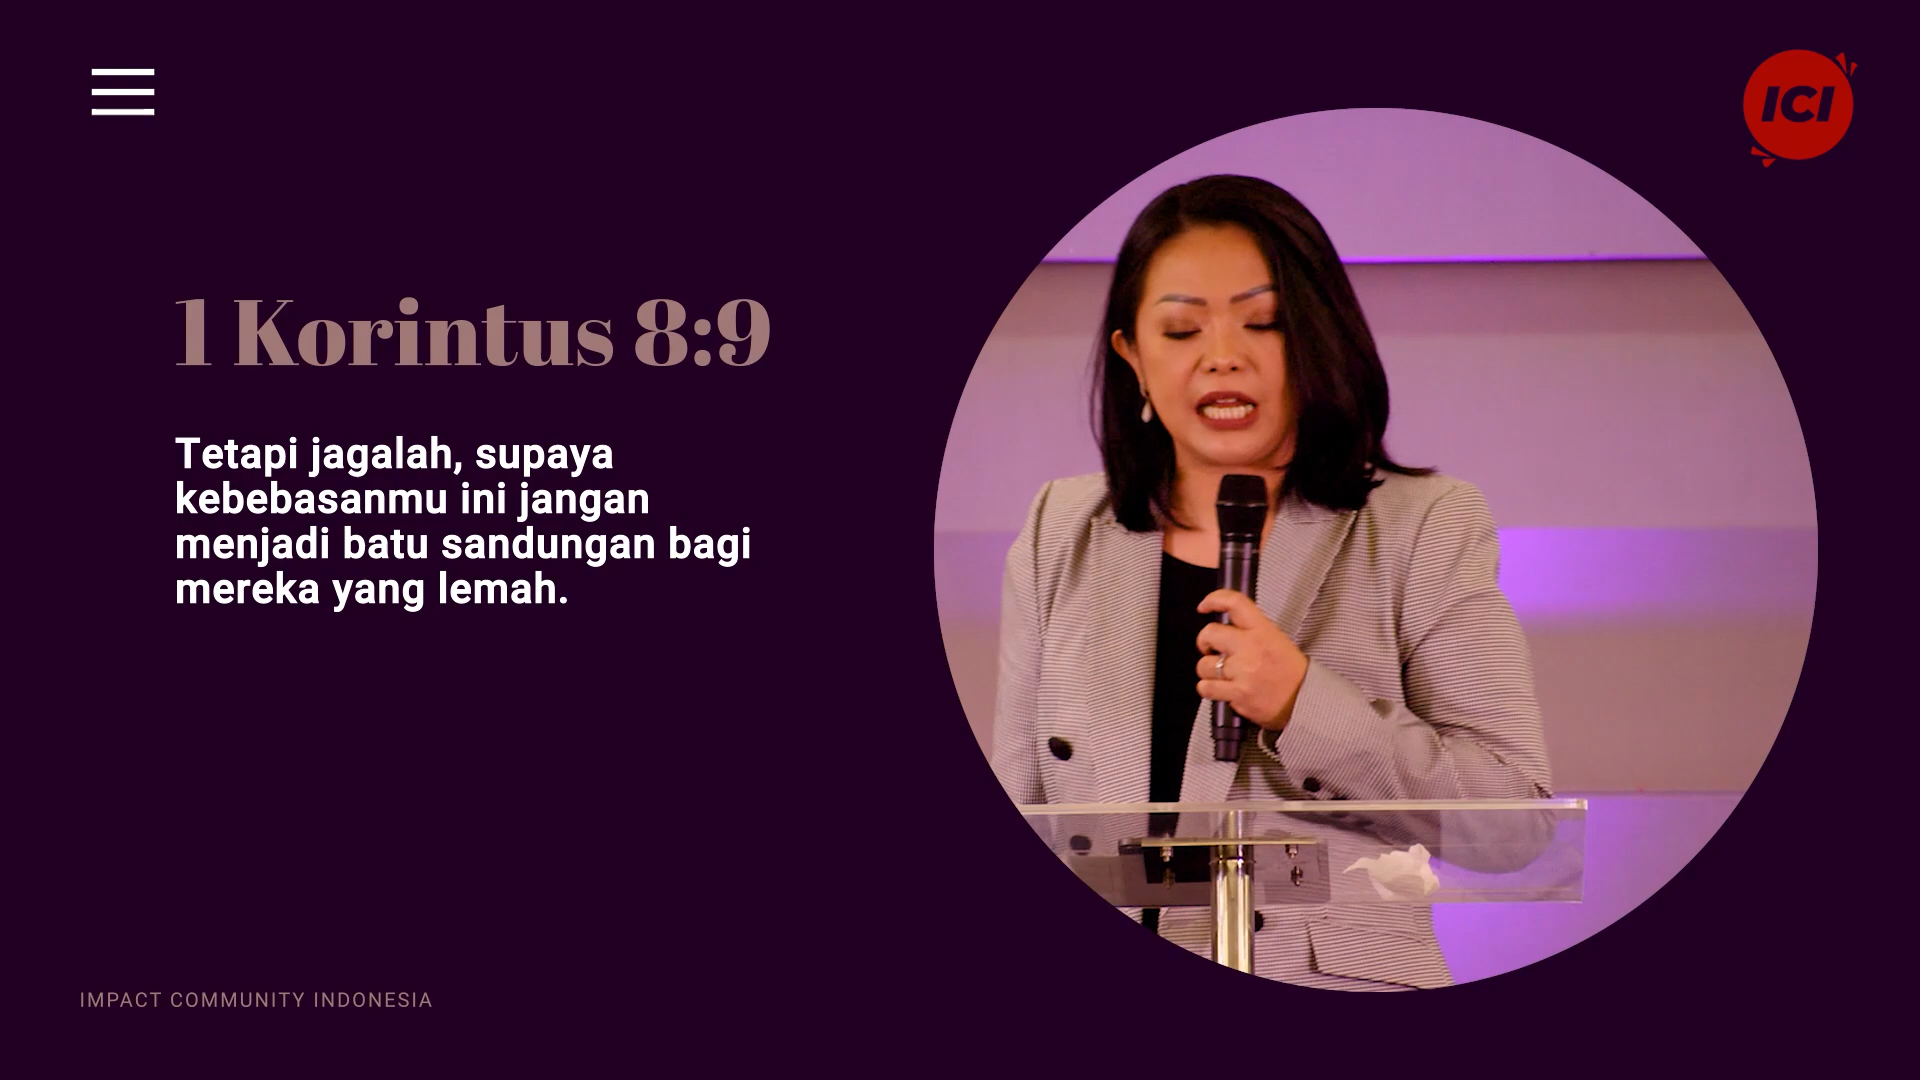 ICI
1 Korintus 8:9
Tetapi jagalah, supaya
kebebasanmu ini jangan
menjadi batu sandungan bagi
mereka yang lemah.
IMPACT COMMUNITY INDONESIA